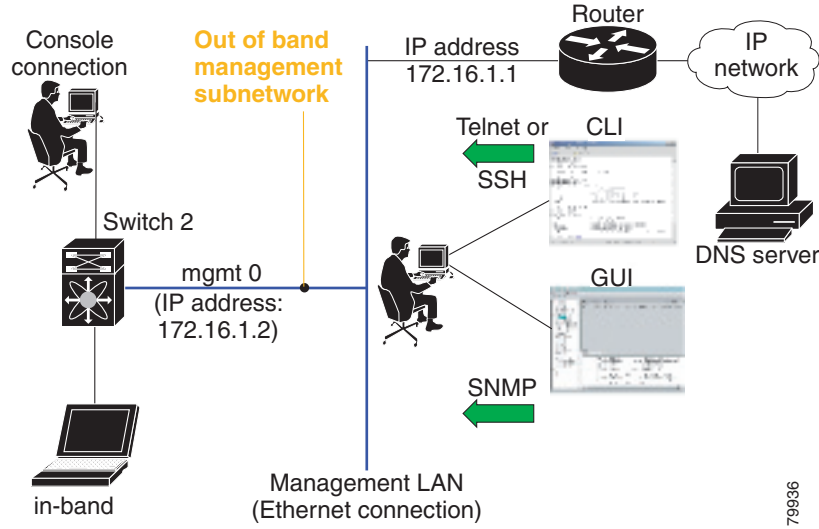 Console
connection
Out of band
management
subnetwork
IP address
172.16.1.1
Router
IP
network
Telnet or
SSH
CLI
Switch 2
DNS server
mgmt 0
(IP address:
172.16.1.2)
GUI
SNMP
in-band
Management LAN
(Ethernet connection)
79936